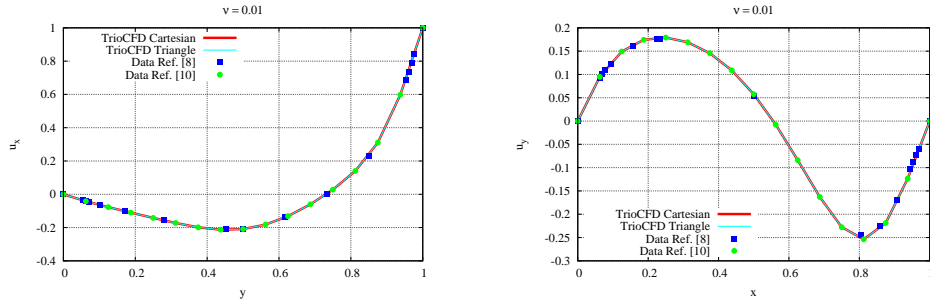 ν = 0.01
1
0.8
0.6
0.4
0.2
0
-0.2
-0.4
0 0.2 0.4 0.6 0.8 1
u_x
y
TrioCFD Cartesian
TrioCFD Triangle
Data Ref. [8]
Data Ref. [10]
ν = 0.01
0.2
0.15
0.1
0.05
0
-0.05
-0.1
-0.15
-0.2
-0.25
-0.3
0 0.2 0.4 0.6 0.8 1
u_y
x
TrioCFD Cartesian
TrioCFD Triangle
Data Ref. [8]
Data Ref. [10]